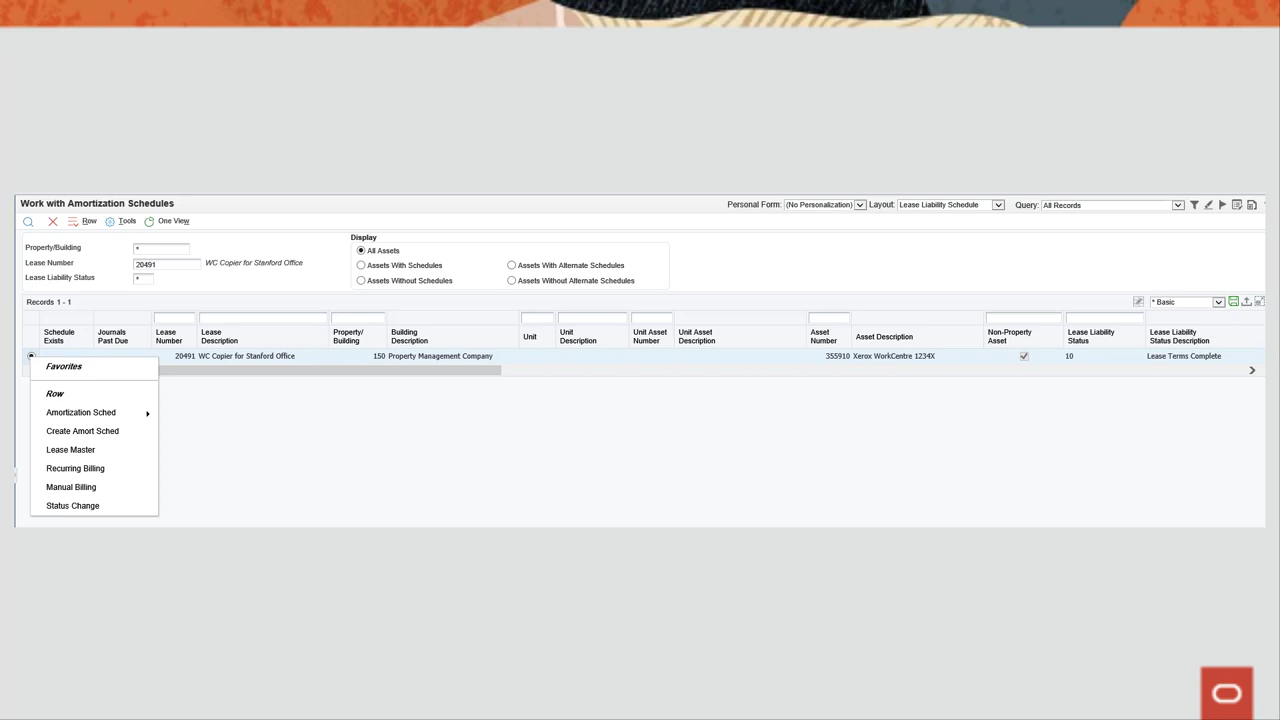 Work with Amortization Schedules
Personal Form: (No Personalization) Layout: Lease Liability Schedule Query: All Records
Row Tools One View
Display
Property/Building *
All Assets
Lease Number 20491 WC Copier for Stanford Office
Assets With Schedules Assets With Alternate Schedules
Lease Liability Status *
Assets Without Schedules Assets Without Alternate Schedules
Records 1 - 1 * Basic
Schedule Exists Journals Past Due Lease Number Lease Description Property/ Building Building Description Unit Unit Description Unit Asset Number Unit Asset Description Asset Number Asset Description Non-Property Asset Lease Liability Status Lease Liability Status Description
20491 WC Copier for Stanford Office 150 Property Management Company 355910 Xerox WorkCentre 1234X 10 Lease Terms Complete
Favorites
Row
Amortization Sched
Create Amort Sched
Lease Master
Recurring Billing
Manual Billing
Status Change